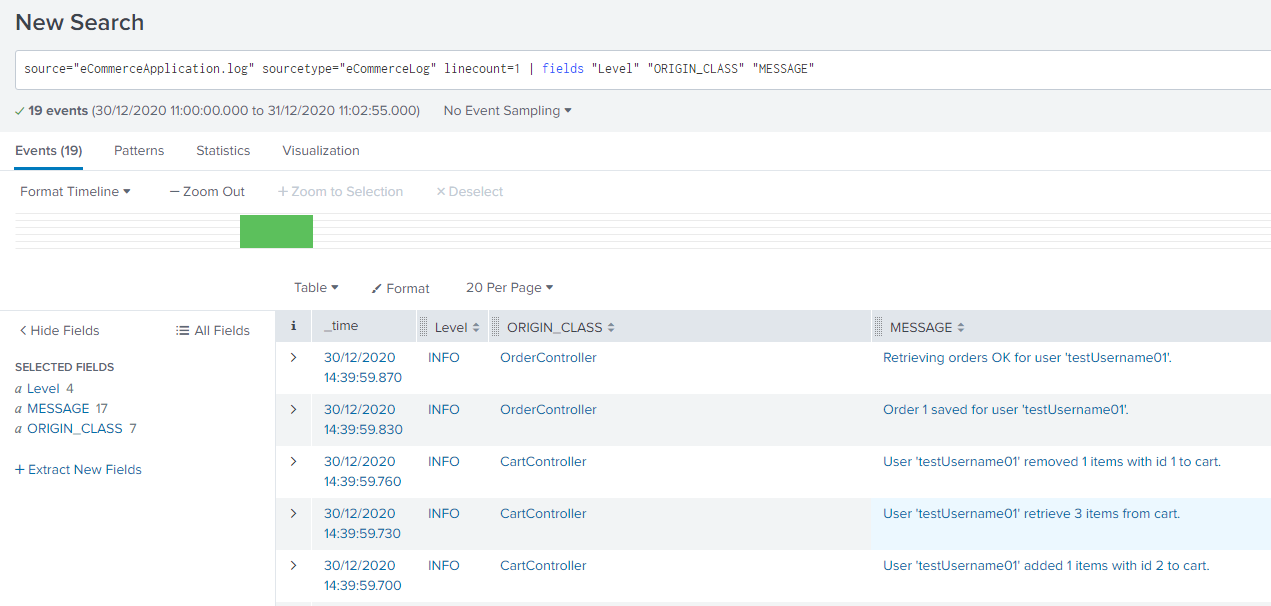 New Search
source="eCommerceApplication.log" sourcetype="eCommerceLog" linecount=1 | fields "Level" "ORIGIN_CLASS" "MESSAGE"
19 events (30/12/2020 11:00:00.000 to 31/12/2020 11:02:55.000) No Event Sampling
Events (19) Patterns Statistics Visualization
Format Timeline — Zoom Out + Zoom to Selection × Deselect
Table Format 20 Per Page
Hide Fields All Fields
SELECTED FIELDS
a Level 4
a MESSAGE 17
a ORIGIN_CLASS 7
+ Extract New Fields
i _time Level ORIGIN_CLASS MESSAGE
30/12/2020 INFO OrderController Retrieving orders OK for user 'testUsername01'.
14:39:59.870
30/12/2020 INFO OrderController Order 1 saved for user 'testUsername01'.
14:39:59.830
30/12/2020 INFO CartController User 'testUsername01' removed 1 items with id 1 to cart.
14:39:59.760
30/12/2020 INFO CartController User 'testUsername01' retrieve 3 items from cart.
14:39:59.730
30/12/2020 INFO CartController User 'testUsername01' added 1 items with id 2 to cart.
14:39:59.700